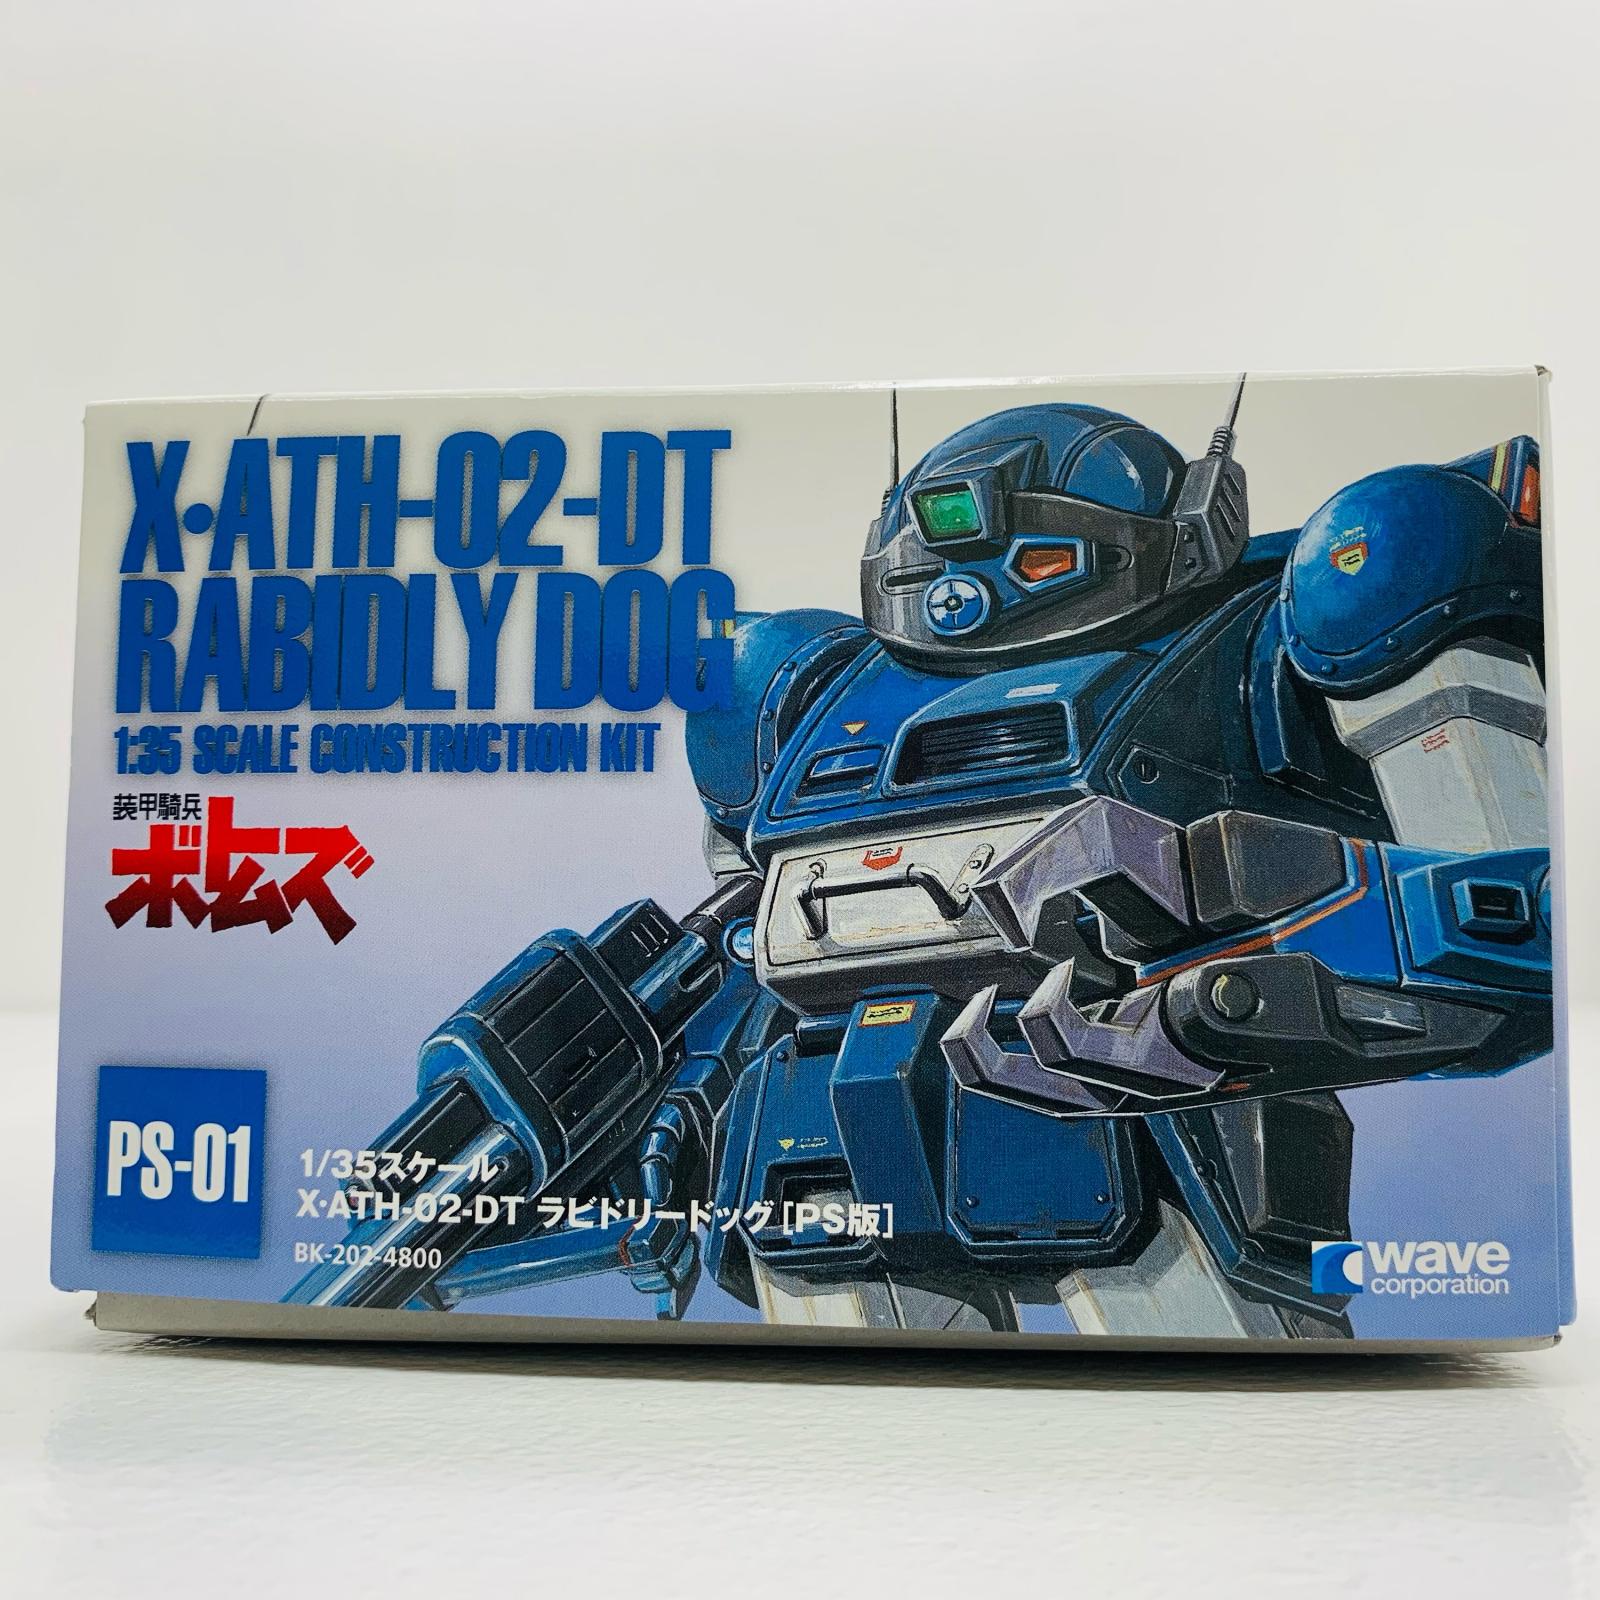 X·ATH-02-DT
RABIDLY DOG
1:35 SCALE CONSTRUCTION KIT
装甲騎兵
ボトムズ
PS-01
1/35スケール
X·ATH-02-DT ラビドリードッグ [PS版]
BK-202-4800
wave
corporation